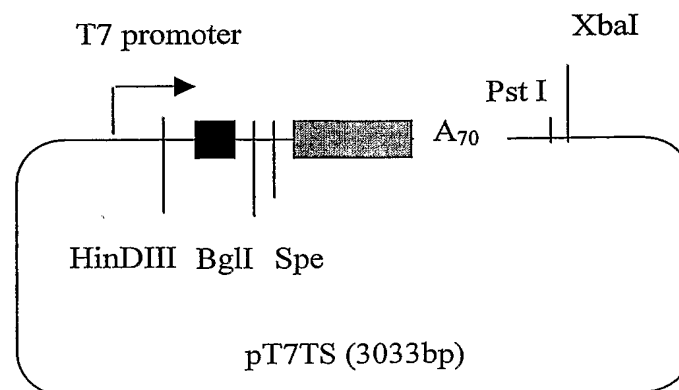 T7 promoter
XbaI
Pst I
A70
HinDIII BglI Spe
pT7TS (3033bp)